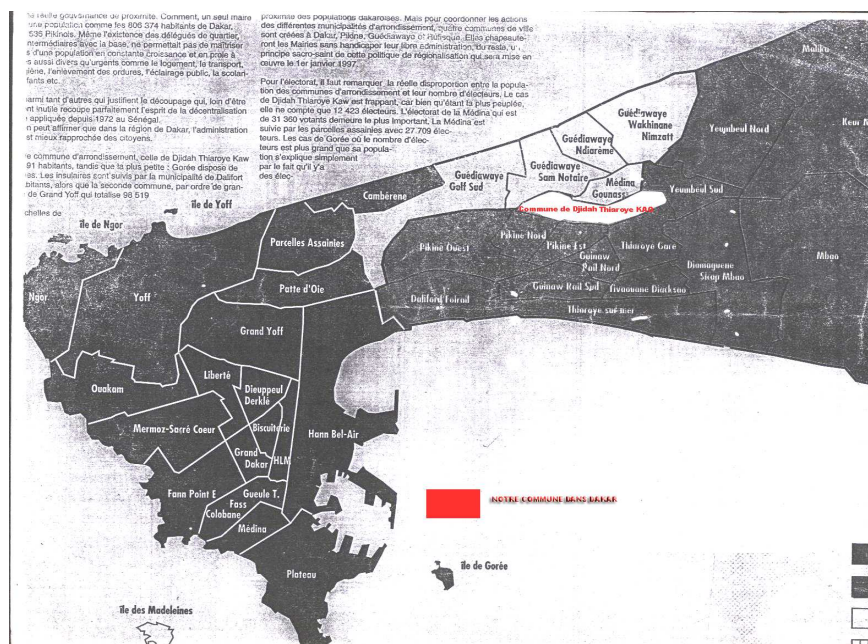 réelle gouvernance de proximité. Comment, un seul maire
une population comme les 806 374 habitants de Dakar,
535 Pikinois. Même l'existence des délégués de quartier,
intermédiaires avec la base, ne permettait pas de maîtriser
s d'une population en constante croissance et en proie à
s aussi divers qu'urgents comme le logement, le transport,
l'enlèvement des ordures, l'éclairage public, la scolari-
fants etc.
armi tant d'autres qui justifient le découpage qui, loin d'être
nt inutile recoupe parfaitement l'esprit de la décentralisation
appliquée depuis 1972 au Sénégal.
n peut affirmer que dans la région de Dakar, l'administration
st mieux rapprochée des citoyens.
e commune d'arrondissement, celle de Djidah Thiaroye Kaw
91 habitants, tandis que la plus petite : Gorée dispose de
es. Les insulaires sont suivis par la municipalité de Dalifort
bitants, alors que la seconde commune, par ordre de gran-
de Grand Yoff qui totalise 98 519
chelles de
proximité des populations dakaroises. Mais pour coordonner les actions
des différentes municipalités d'arrondissement, quatre communes de ville
sont créées à Dakar, Pikine, Guédiawaye et Rufisque. Elles chapeaute-
ront les Mairies sans handicaper leur libre administration, du reste,
principe sacro-saint de cette politique de régionalisation qui sera mise en
œuvre le 1er janvier 1997.
Pour l'électorat, il faut remarquer la réelle disproportion entre la popula-
tion des communes d'arrondissement et leur nombre d'électeurs. Le cas
de Djidah Thiaroye Kaw est frappant, car bien qu'étant la plus peuplée,
elle ne compte que 12 423 électeurs. L'électorat de la Médina qui est
de 31 360 votants demeure le plus important. La Médina est
suivie par les parcelles assainies avec 27.709 élec-
teurs. Les cas de Gorée où le nombre d'élec-
teurs est plus grand que sa popula-
tion s'explique simplement
par le fait qu'il y'a
des élec-
Malika
Guédiawaye
Wakhinane
Nimzatt
Yeumbeul Nord
Keur M
Guédiawaye
Ndiarème
Guédiawaye
Sam Notaire
Guédiawaye
Golf Sud
Médina
Gounass
Yeumbeul Sud
Cambérene
île de Yoff
Commune de Djidah Thiaroye KAO
île de Ngor
Parcelles Assainies
Pikine Nord
Pikine Ouest
Pikine Est
Thiaroye Gare
Guinaw
Rail Nord
Diamaguene
Sicap Mbao
Mbao
Ngor
Yoff
Patte d'Oie
Guinaw Rail Sud
Tivaouane Diacksao
Daliford Foirail
Thiaroye sur mer
Grand Yoff
Ouakam
Liberté
Dieuppeul
Derklé
Mermoz-Sacré Coeur
Biscuiterie
Hann Bel-Air
Grand
Dakar
HLM
Fann Point E
Gueule T.
Fass
Colobane
Médina
NOTRE COMMUNE DANS DAKAR
Plateau
île de Gorée
île des Madeleines